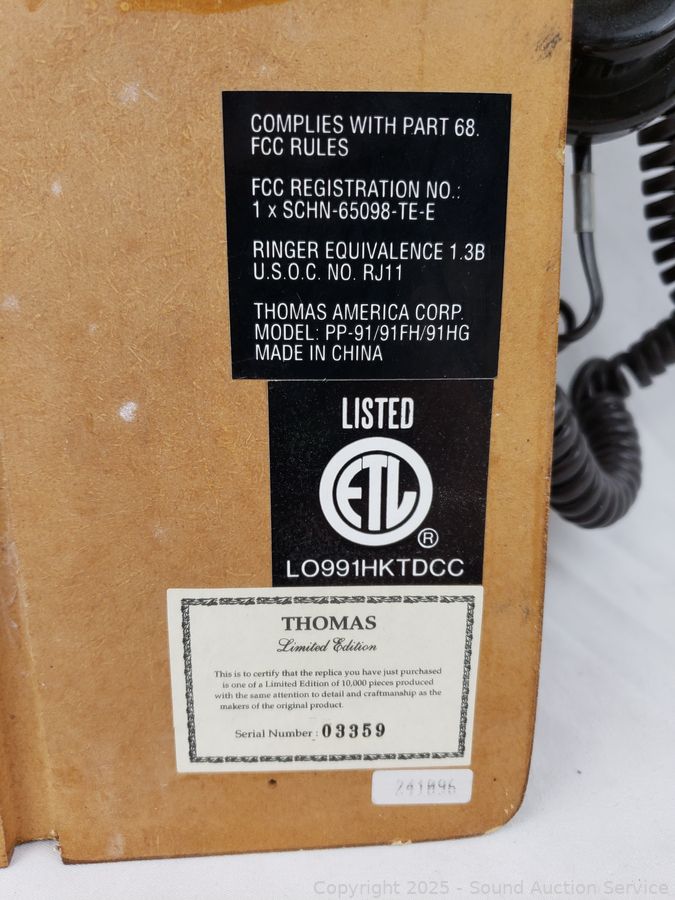 COMPLIES WITH PART 68.
FCC RULES
FCC REGISTRATION NO.:
1 x SCHN-65098-TE-E
RINGER EQUIVALENCE 1.3B
U.S.O.C. NO. RJ11
THOMAS AMERICA CORP.
MODEL: PP-91/91FH/91HG
MADE IN CHINA
LISTED
ETL
®
LO991HKTDCC
THOMAS
Limited Edition
This is to certify that the replica you have just purchased
is one of a Limited Edition of 10,000 pieces produced
with the same attention to detail and craftmanship as the
makers of the original product.
Serial Number : 03359
Copyright 2025 - Sound Auction Service